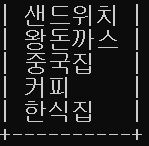 | 샌드위치 |
| 왕돈까스 |
| 중국집 |
| 커피 |
| 한식집 |
+-----------+